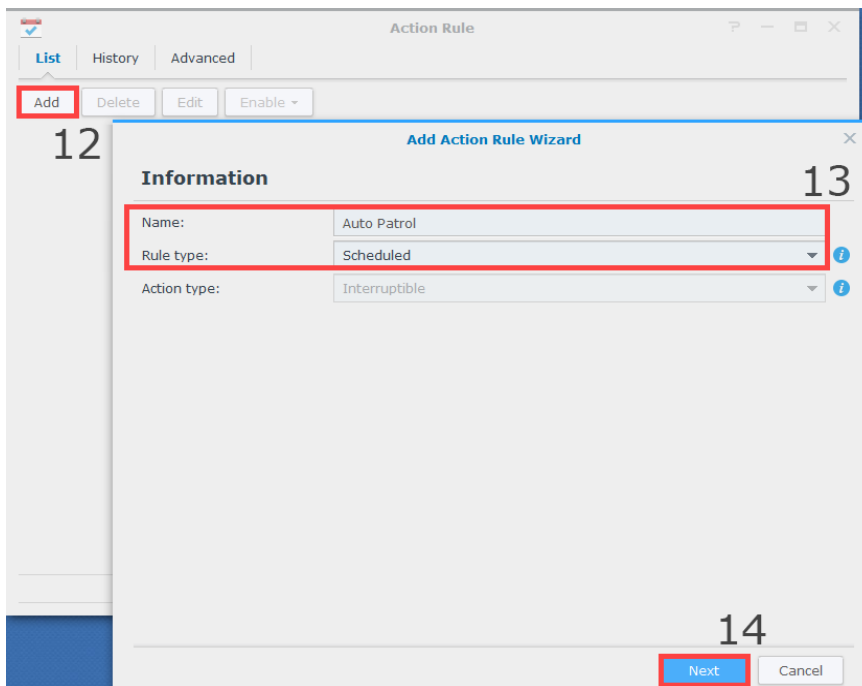 Action Rule
List History Advanced
Add Delete Edit Enable
12
Add Action Rule Wizard
Information
13
Name: Auto Patrol
Rule type: Scheduled
Action type: Interruptible
14
Next Cancel